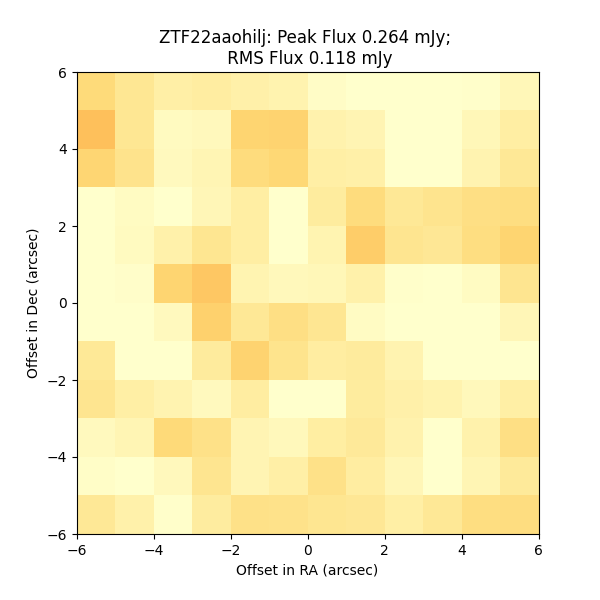 ZTF22aaohilj: Peak Flux 0.264 mJy;
RMS Flux 0.118 mJy
6
4
2
0
−2
−4
−6
Offset in Dec (arcsec)
−6 −4 −2 0 2 4 6
Offset in RA (arcsec)